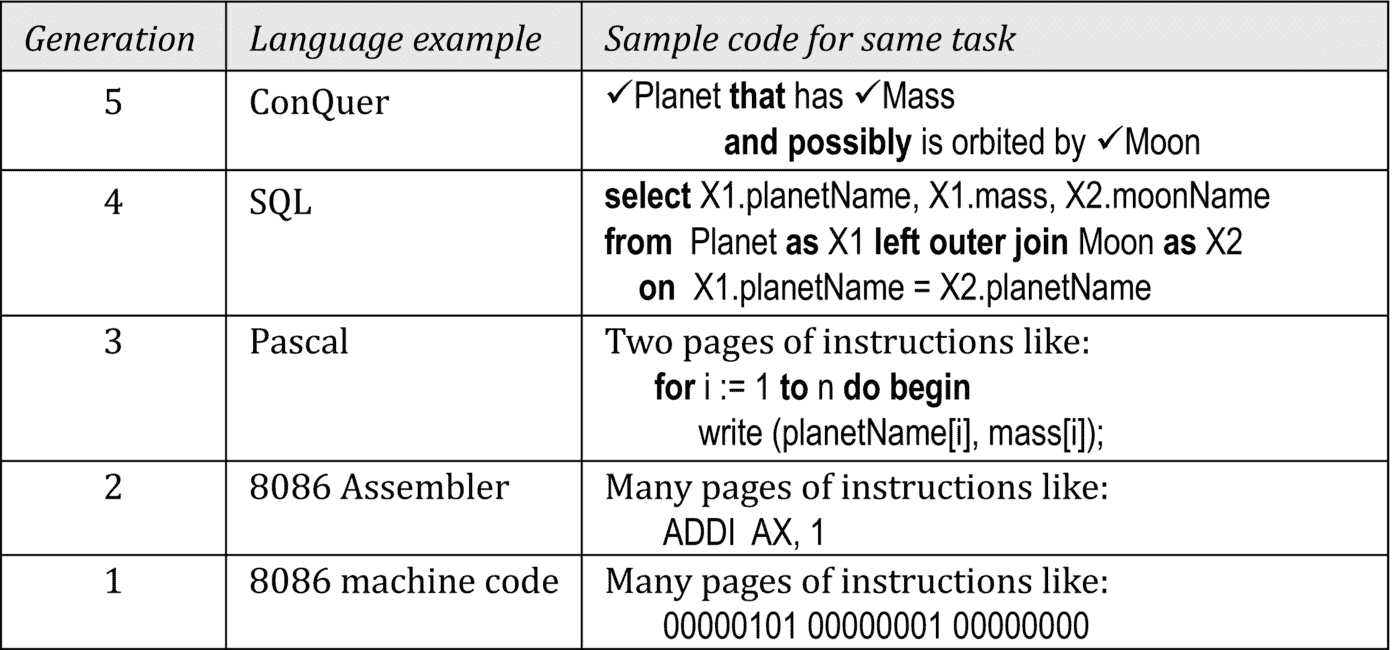 Generation Language example Sample code for same task
5 ConQuer ✓Planet that has ✓Mass
and possibly is orbited by ✓Moon
4 SQL select X1.planetName, X1.mass, X2.moonName
from Planet as X1 left outer join Moon as X2
on X1.planetName = X2.planetName
3 Pascal Two pages of instructions like:
for i := 1 to n do begin
write (planetName[i], mass[i]);
2 8086 Assembler Many pages of instructions like:
ADDI AX, 1
1 8086 machine code Many pages of instructions like:
00000101 00000001 00000000